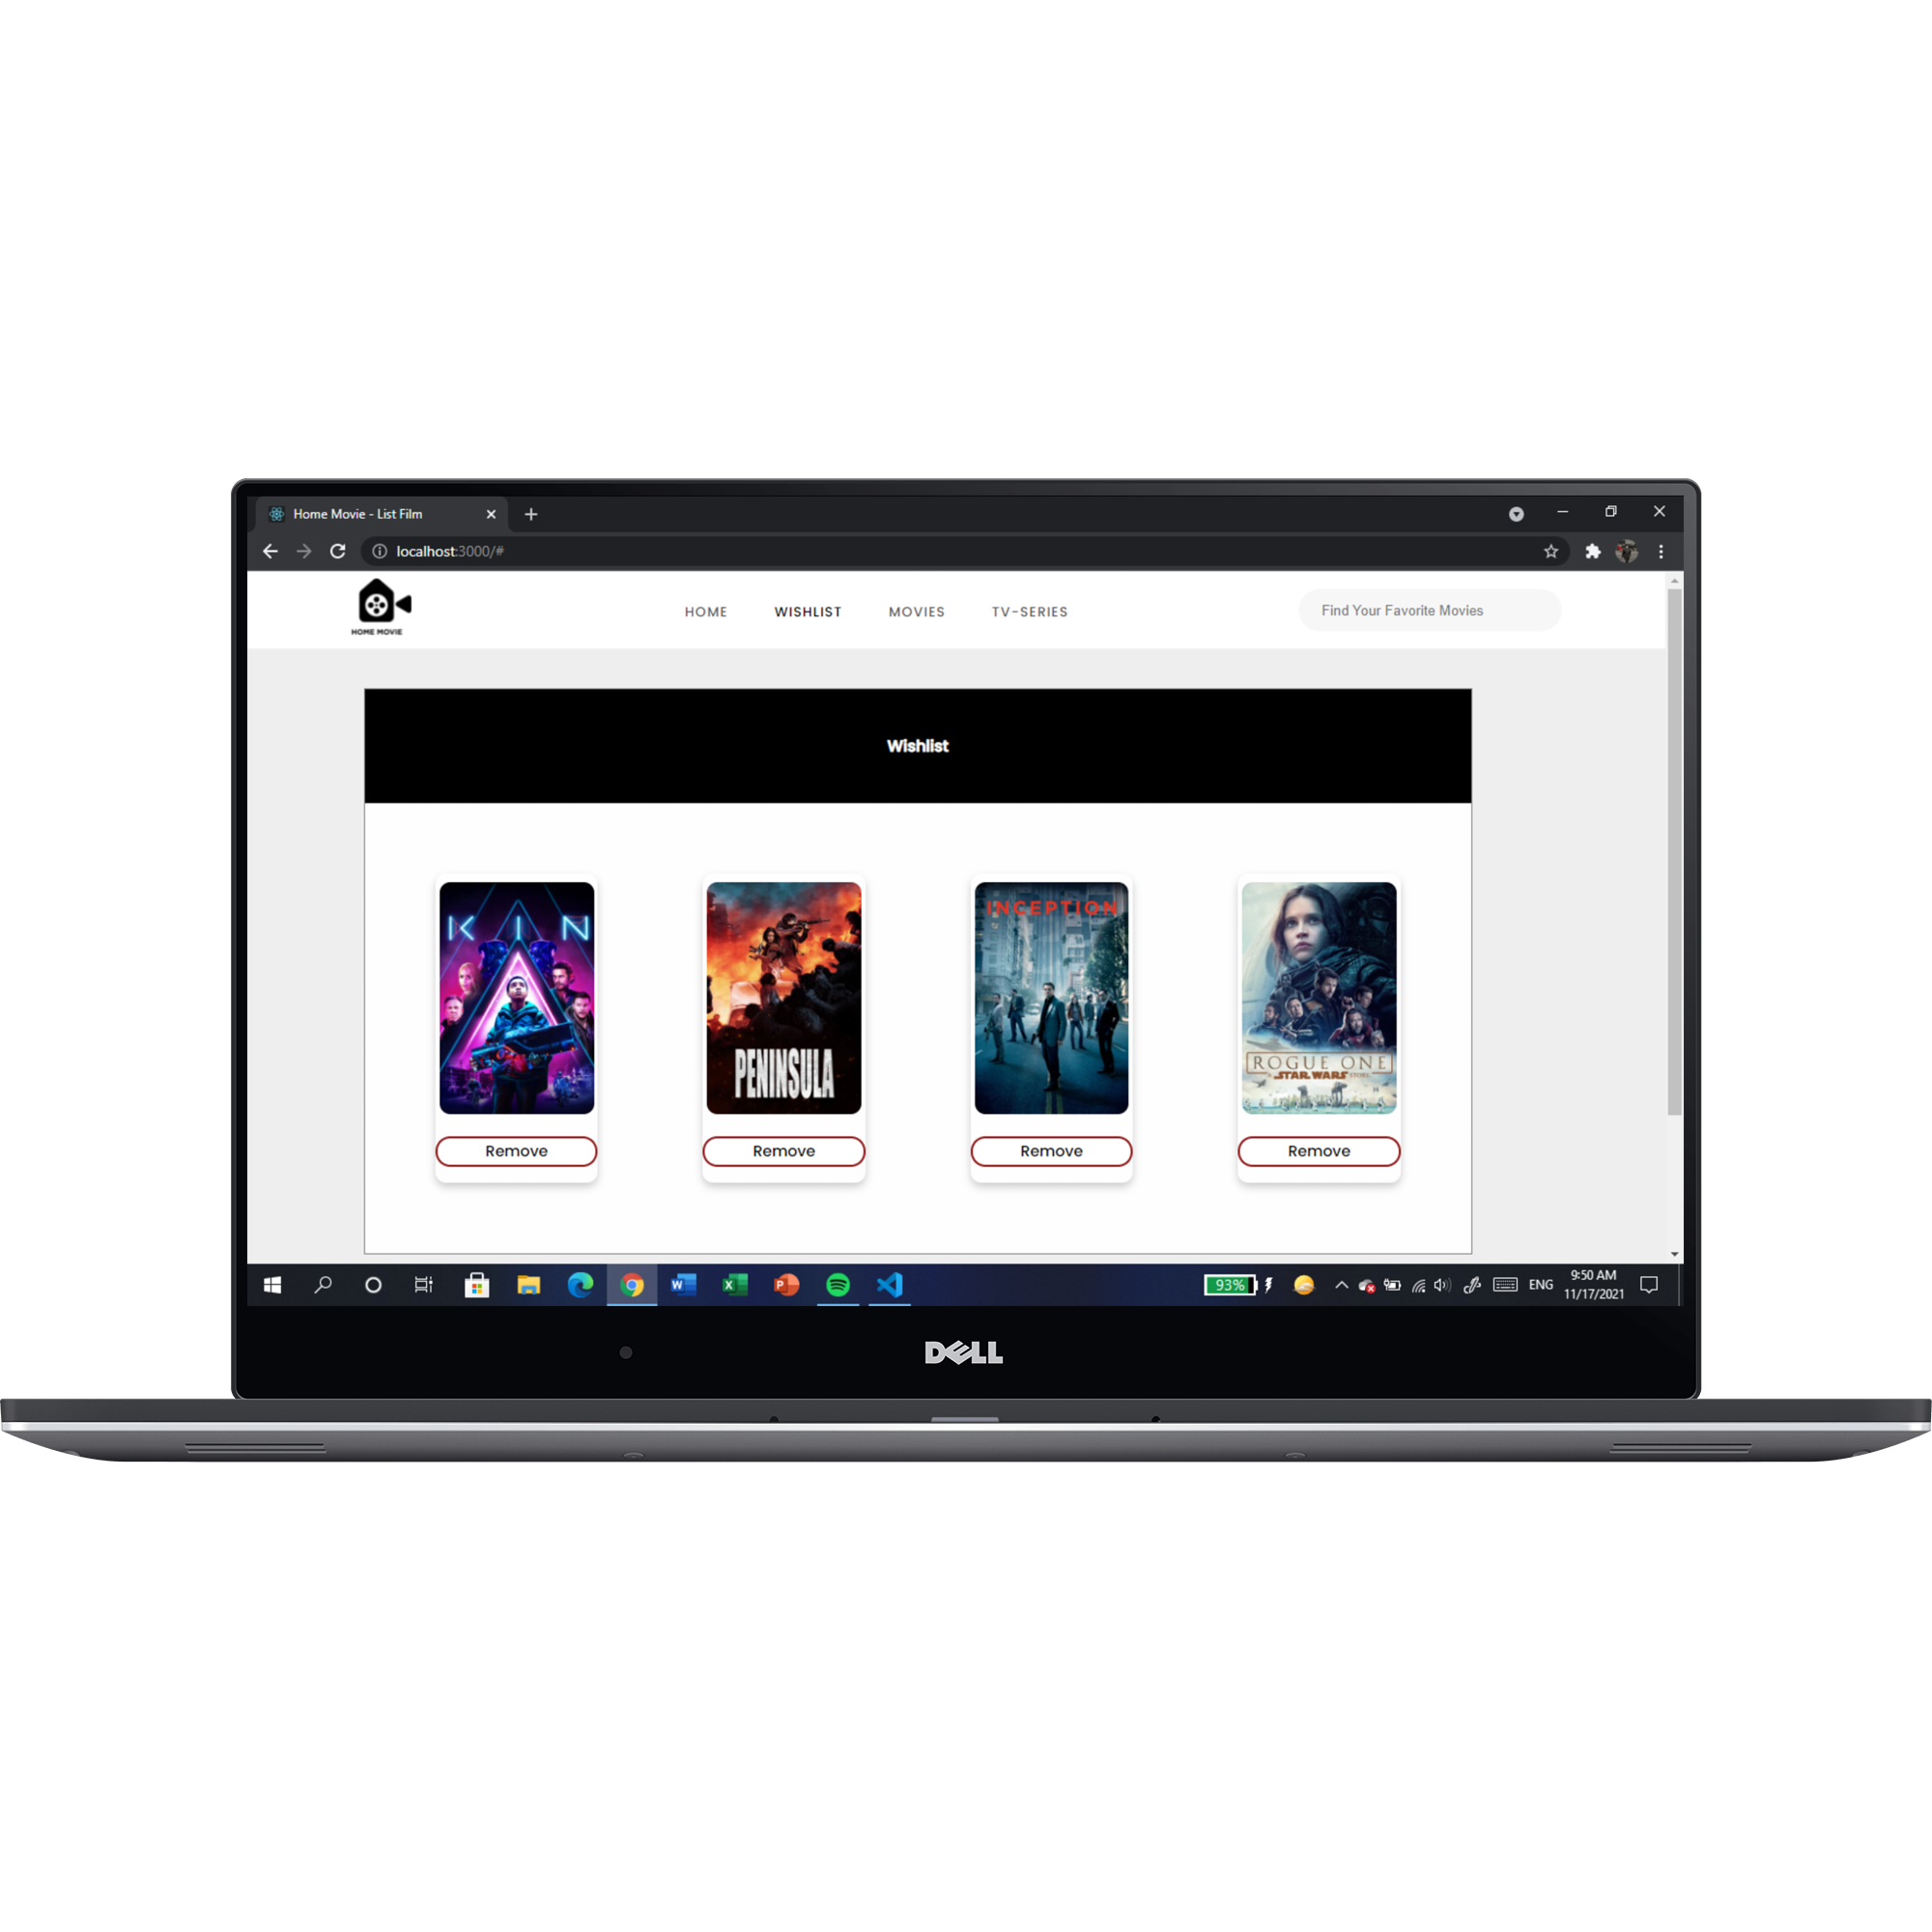 Home Movie - List Film
localhost:3000/#
HOME MOVIE
HOME
WISHLIST
MOVIES
TV-SERIES
Find Your Favorite Movies
Wishlist
KIN
PENINSULA
INCEPTION
ROGUE ONE
A STAR WARS STORY
Remove
Remove
Remove
Remove
93%
ENG
9:50 AM
11/17/2021
DELL